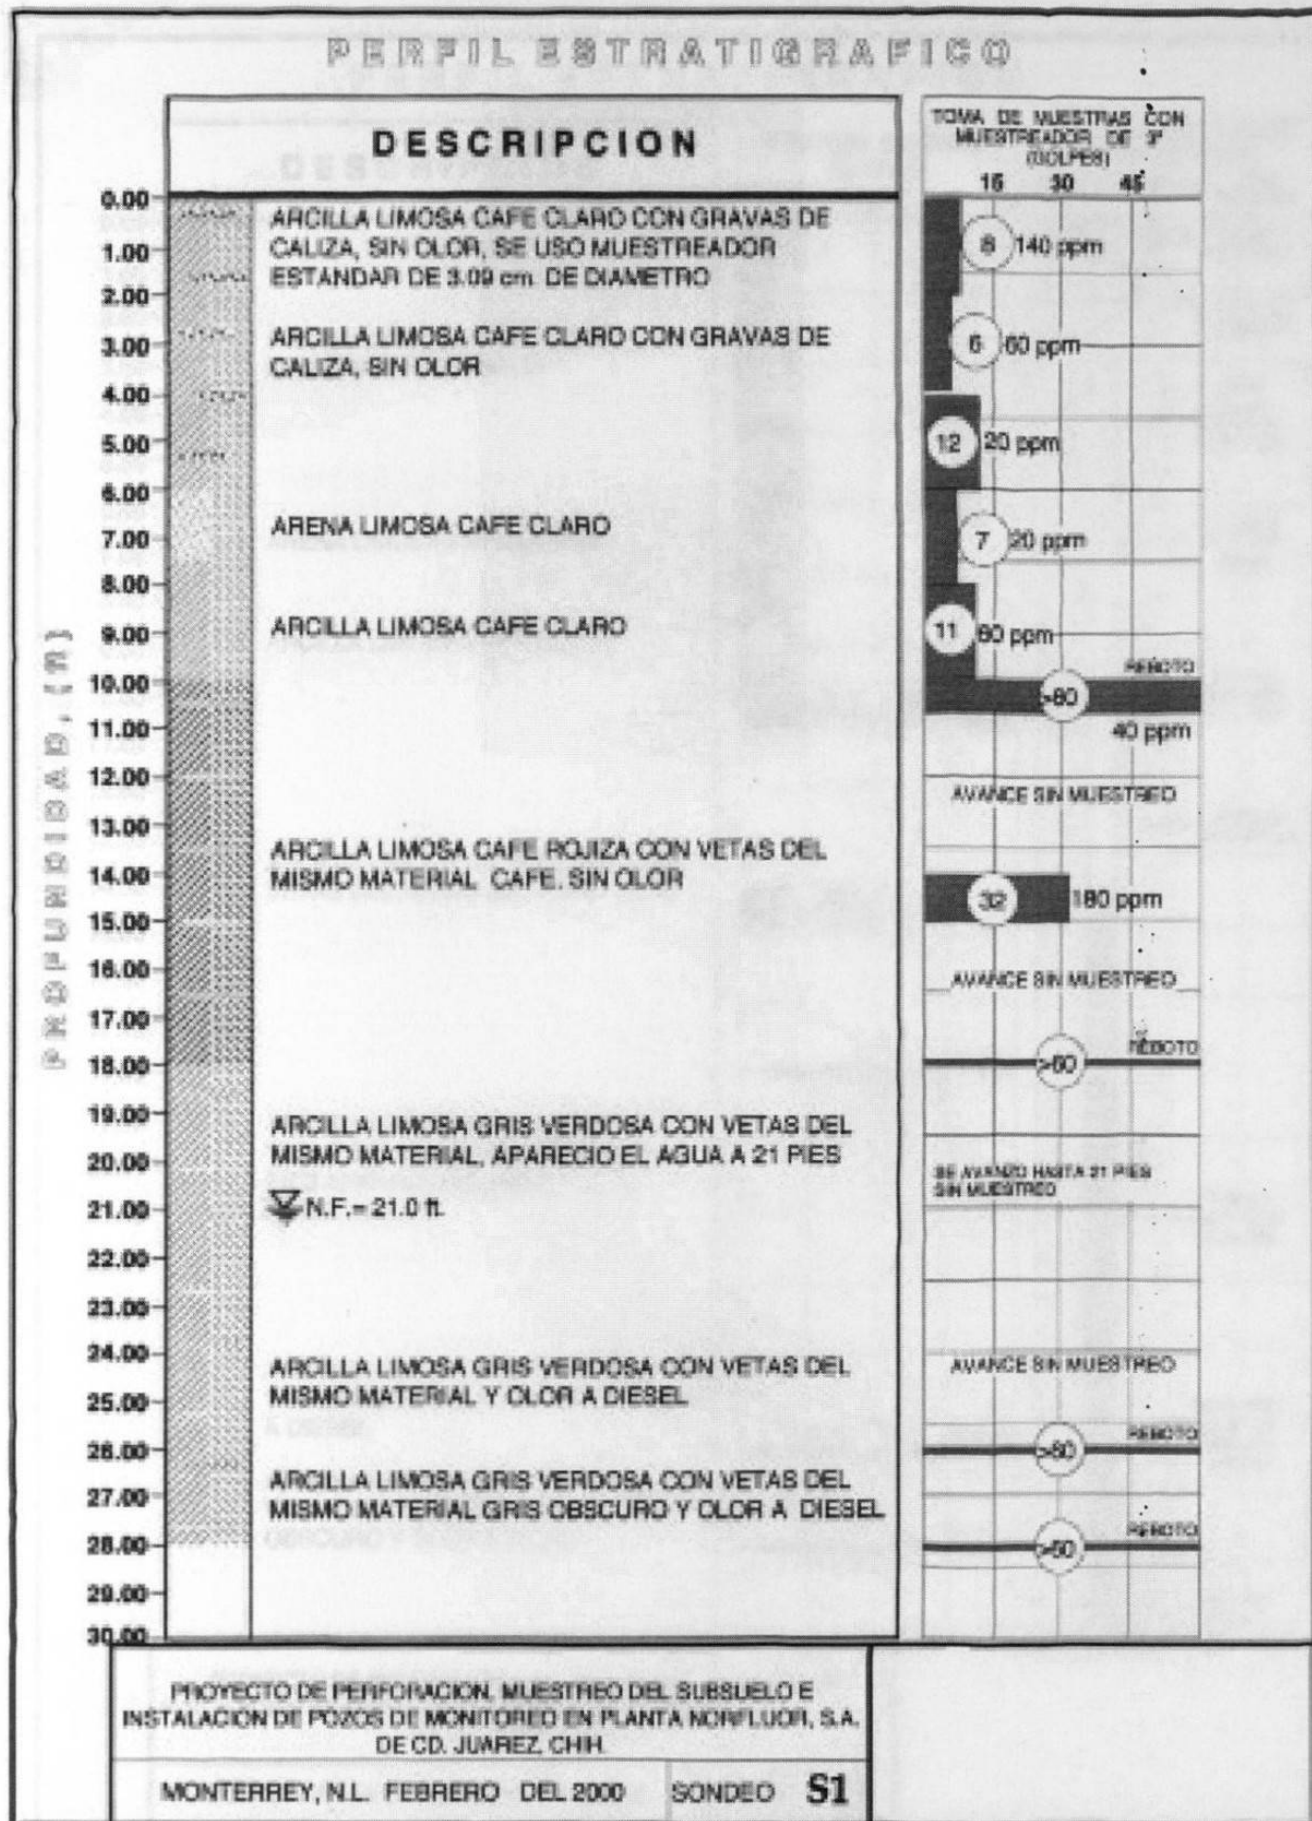 PERFIL ESTRATIGRAFICO
DESCRIPCION
TOMA DE MUESTRAS CON
MUESTREADOR DE 3"
(GOLPES)
15 30 45
PROFUNDIDAD, (ft)
0.00
1.00
2.00
3.00
4.00
5.00
6.00
7.00
8.00
9.00
10.00
11.00
12.00
13.00
14.00
15.00
16.00
17.00
18.00
19.00
20.00
21.00
22.00
23.00
24.00
25.00
26.00
27.00
28.00
29.00
30.00
ARCILLA LIMOSA CAFE CLARO CON GRAVAS DE
CALIZA, SIN OLOR, SE USO MUESTREADOR
ESTANDAR DE 3.09 cm. DE DIAMETRO
ARCILLA LIMOSA CAFE CLARO CON GRAVAS DE
CALIZA, SIN OLOR
ARENA LIMOSA CAFE CLARO
ARCILLA LIMOSA CAFE CLARO
ARCILLA LIMOSA CAFE ROJIZA CON VETAS DEL
MISMO MATERIAL CAFE. SIN OLOR
ARCILLA LIMOSA GRIS VERDOSA CON VETAS DEL
MISMO MATERIAL, APARECIO EL AGUA A 21 PIES
N.F.= 21.0 ft.
ARCILLA LIMOSA GRIS VERDOSA CON VETAS DEL
MISMO MATERIAL Y OLOR A DIESEL
ARCILLA LIMOSA GRIS VERDOSA CON VETAS DEL
MISMO MATERIAL GRIS OBSCURO Y OLOR A DIESEL
8 140 ppm
6 60 ppm
12 20 ppm
7 20 ppm
11 60 ppm
REBOTO
40 ppm
AVANCE SIN MUESTREO
32 180 ppm
AVANCE SIN MUESTREO
REBOTO
SE AVANZO HASTA 21 PIES
SIN MUESTREO
AVANCE SIN MUESTREO
REBOTO
REBOTO
PROYECTO DE PERFORACION, MUESTREO DEL SUBSUELO E
INSTALACION DE POZOS DE MONITOREO EN PLANTA NORFLUOR, S.A.
DE CD. JUAREZ, CHIH.
MONTERREY, N.L. FEBRERO DEL 2000 SONDEO S1